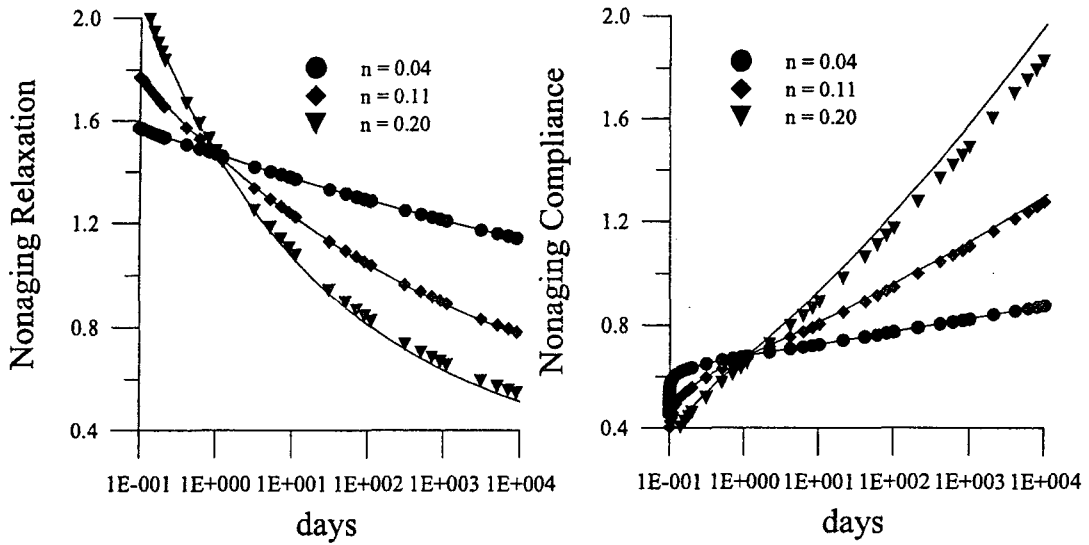 Nonaging Relaxation
2.0
1.6
1.2
0.8
0.4
n = 0.04
n = 0.11
n = 0.20
1E-001 1E+000 1E+001 1E+002 1E+003 1E+004
days
Nonaging Compliance
2.0
1.6
1.2
0.8
0.4
n = 0.04
n = 0.11
n = 0.20
1E-001 1E+000 1E+001 1E+002 1E+003 1E+004
days